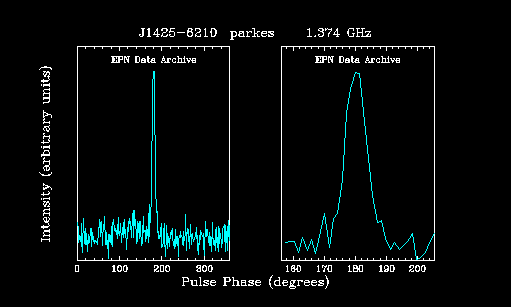 J1425-6210 parkes 1.374 GHz
EPN Data Archive EPN Data Archive
Intensity (arbitrary units)
0 100 200 300 160 170 180 190 200
Pulse Phase (degrees)